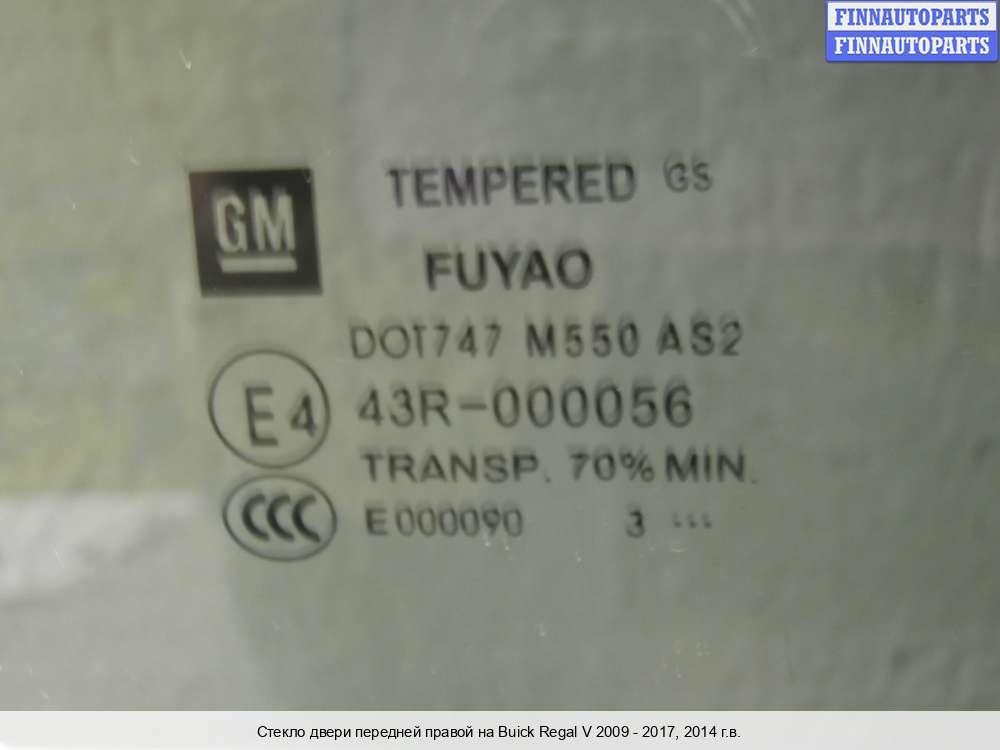 FINNAUTOPARTS
FINNAUTOPARTS
TEMPERED GS
GM
FUYAO
DOT747 M550 AS2
E4 43R-000056
TRANSP. 70% MIN.
CCC E000090 3 ...
Стекло двери передней правой на Buick Regal V 2009 - 2017, 2014 г.в.